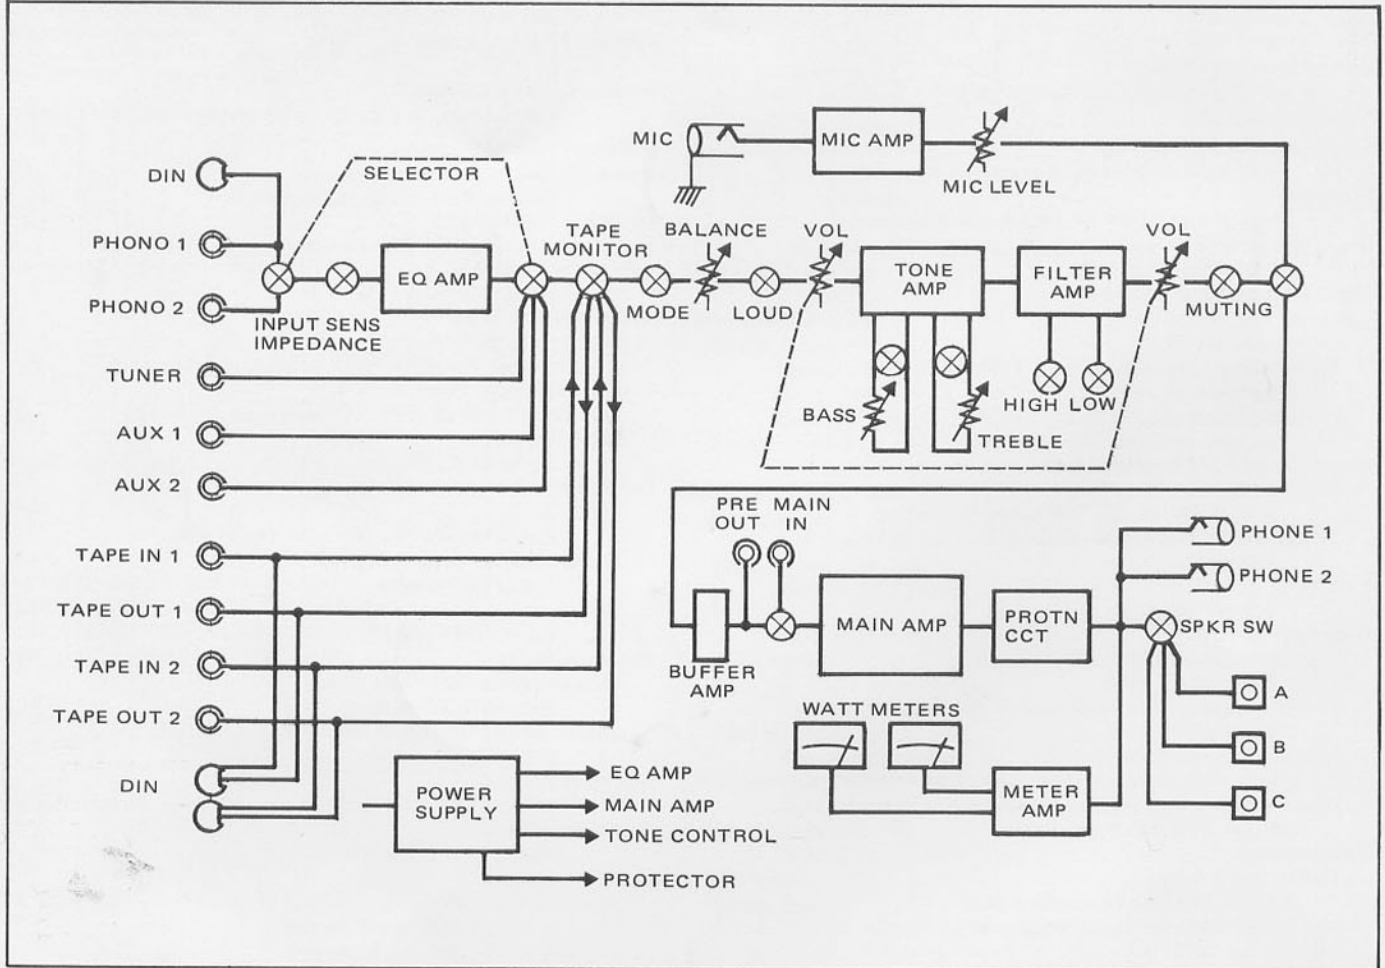 MIC
MIC AMP
MIC LEVEL
DIN
SELECTOR
PHONO 1
PHONO 2
INPUT SENS
IMPEDANCE
EQ AMP
TAPE
MONITOR
MODE
BALANCE
LOUD
VOL
TONE
AMP
FILTER
AMP
VOL
MUTING
BASS
TREBLE
HIGH
LOW
TUNER
AUX 1
AUX 2
TAPE IN 1
TAPE OUT 1
TAPE IN 2
TAPE OUT 2
DIN
PRE
OUT
MAIN
IN
BUFFER
AMP
MAIN AMP
PROTN
CCT
PHONE 1
PHONE 2
SPKR SW
A
B
C
WATT METERS
METER
AMP
POWER
SUPPLY
EQ AMP
MAIN AMP
TONE CONTROL
PROTECTOR